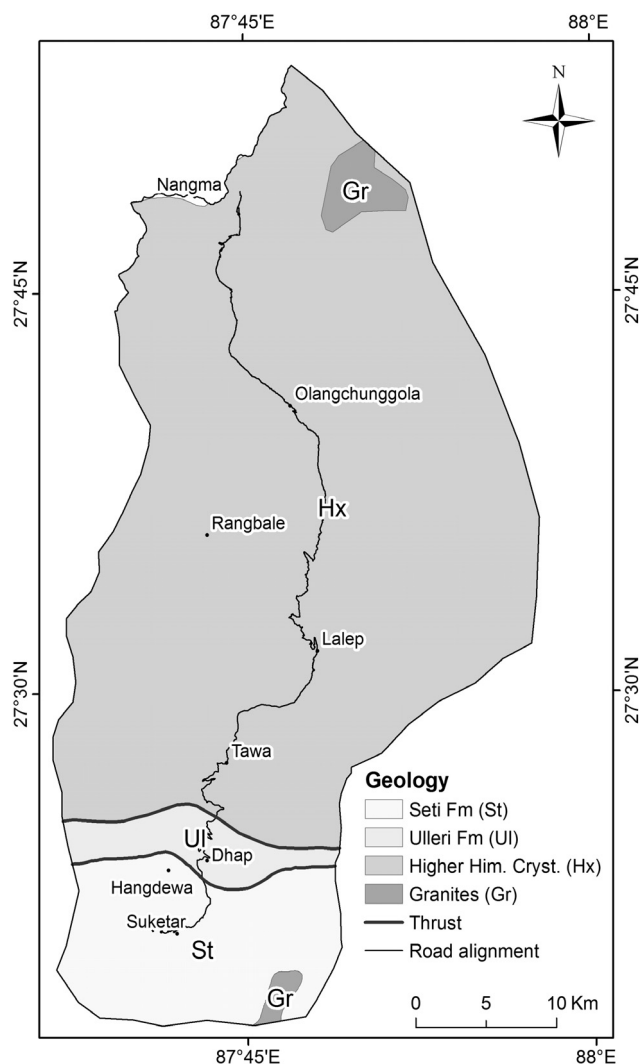 87°45'E
88°E
N
Nangma
Gr
27°45'N
27°45'N
Olangchunggola
Hx
Rangbale
Lalep
27°30'N
27°30'N
Tawa
Geology
Seti Fm (St)
Ulleri Fm (Ul)
Higher Him. Cryst. (Hx)
Granites (Gr)
Thrust
Road alignment
Ul
Dhap
Hangdewa
Suketar
St
Gr
0 5 10 Km
87°45'E
88°E